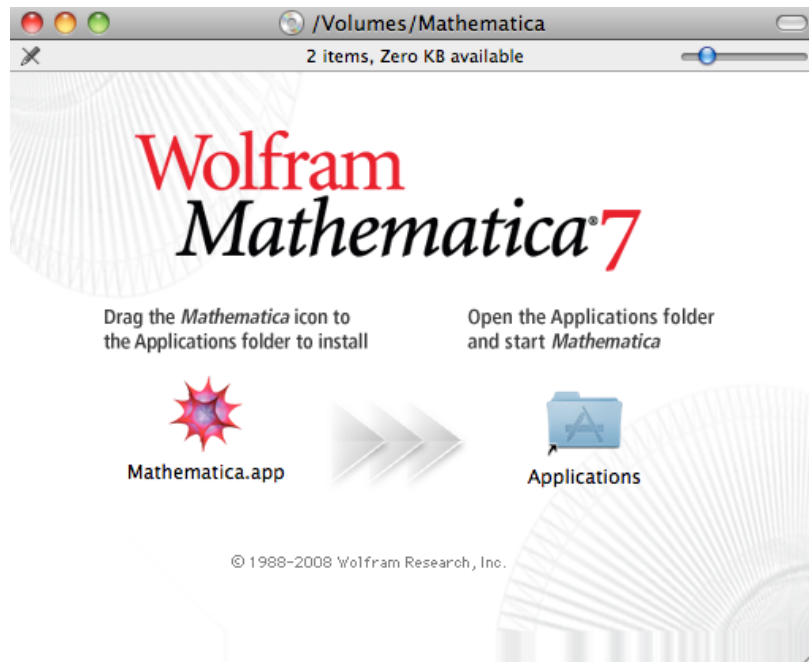 /Volumes/Mathematica
2 items, Zero KB available
Wolfram
Mathematica®7
Drag the Mathematica icon to
the Applications folder to install
Open the Applications folder
and start Mathematica
Mathematica.app
Applications
© 1988-2008 Wolfram Research, Inc.